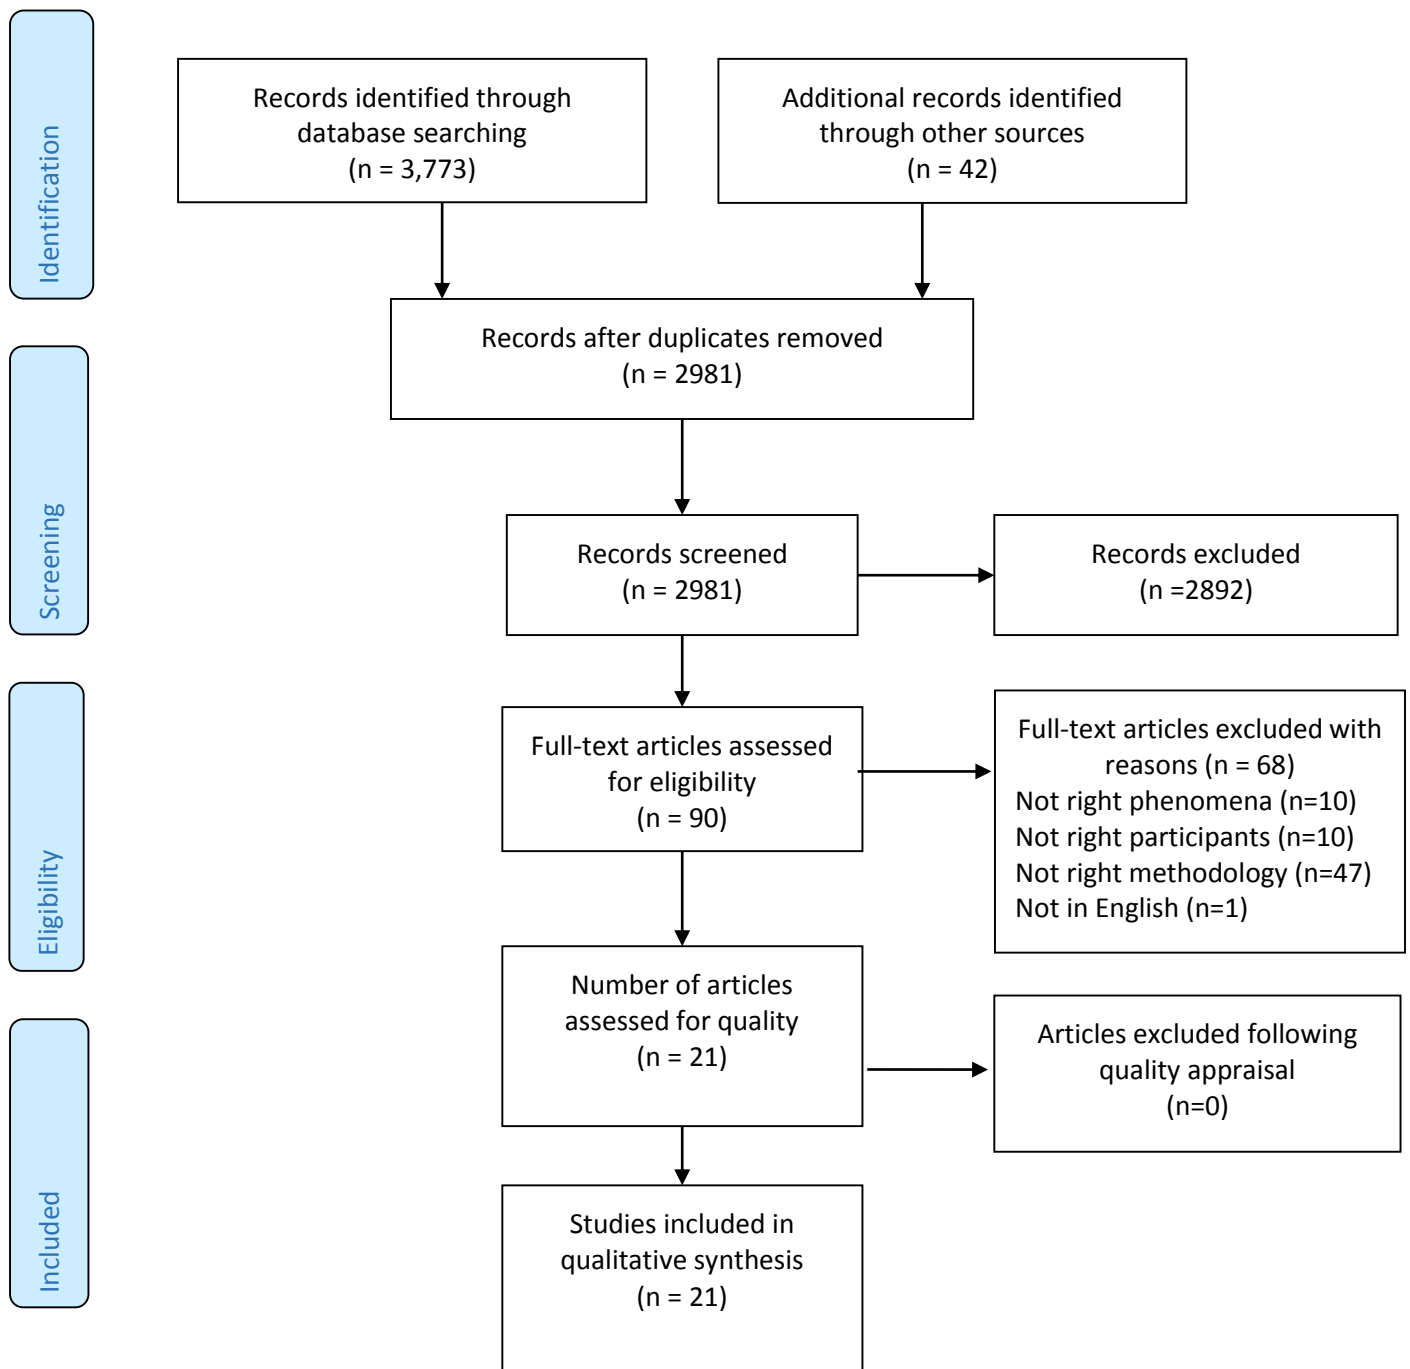 Identification
Records identified through
database searching
(n = 3,773)
Additional records identified
through other sources
(n = 42)
Records after duplicates removed
(n = 2981)
Screening
Records screened
(n = 2981)
Records excluded
(n =2892)
Eligibility
Full-text articles assessed
for eligibility
(n = 90)
Full-text articles excluded with
reasons (n = 68)
Not right phenomena (n=10)
Not right participants (n=10)
Not right methodology (n=47)
Not in English (n=1)
Number of articles
assessed for quality
(n = 21)
Articles excluded following
quality appraisal
(n=0)
Included
Studies included in
qualitative synthesis
(n = 21)